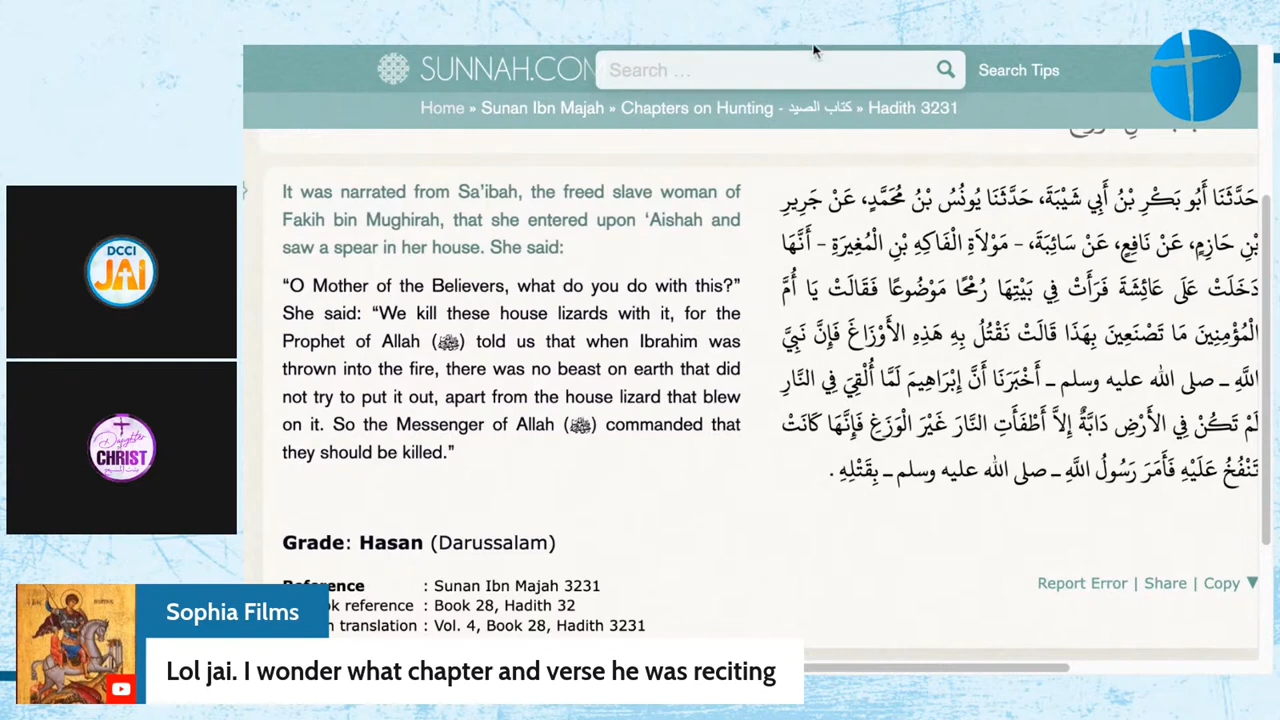 SUNNAH.COM
Search ...
Search Tips
Home » Sunan Ibn Majah » Chapters on Hunting - كتاب الصيد » Hadith 3231
It was narrated from Sa’ibah, the freed slave woman of
Fakih bin Mughirah, that she entered upon ‘Aishah and
saw a spear in her house. She said:
“O Mother of the Believers, what do you do with this?”
She said: “We kill these house lizards with it, for the
Prophet of Allah (ﷺ) told us that when Ibrahim was
thrown into the fire, there was no beast on earth that did
not try to put it out, apart from the house lizard that blew
on it. So the Messenger of Allah (ﷺ) commanded that
they should be killed.”
حَدَّثَنَا أَبُو بَكْرِ بْنُ أَبِي شَيْبَةَ، حَدَّثَنَا يُونُسُ بْنُ مُحَمَّدٍ، عَنْ جَرِيرِ
بْنِ حَازِمٍ، عَنْ نَافِعٍ، عَنْ سَائِبَةَ، - مَوْلاَةِ الْفَاكِهِ بْنِ الْمُغِيرَةِ - أَنَّهَا
دَخَلَتْ عَلَى عَائِشَةَ فَرَأَتْ فِي بَيْتِهَا رُمْحًا مَوْضُوعًا فَقَالَتْ يَا أُمَّ
الْمُؤْمِنِينَ مَا تَصْنَعِينَ بِهَذَا قَالَتْ نَقْتُلُ بِهِ هَذِهِ الأَوْزَاغَ فَإِنَّ نَبِيَّ
اللَّهِ ـ صلى الله عليه وسلم ـ أَخْبَرَنَا أَنَّ إِبْرَاهِيمَ لَمَّا أُلْقِيَ فِي النَّارِ
لَمْ تَكُنْ فِي الأَرْضِ دَابَّةٌ إِلاَّ أَطْفَأَتِ النَّارَ غَيْرَ الْوَزَغِ فَإِنَّهَا كَانَتْ
تَنْفُخُ عَلَيْهِ فَأَمَرَ رَسُولُ اللَّهِ ـ صلى الله عليه وسلم ـ بِقَتْلِهِ .
Grade: Hasan (Darussalam)
Reference : Sunan Ibn Majah 3231
ok reference : Book 28, Hadith 32
n translation : Vol. 4, Book 28, Hadith 3231
Report Error | Share | Copy ▼
DCCI
JAI
Daughter
of
CHRIST
Sophia Films
Lol jai. I wonder what chapter and verse he was reciting